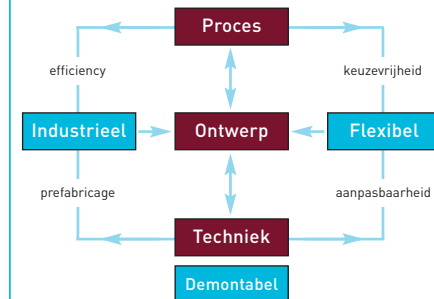 Proces
efficiency
keuzevrijheid
Industrieel
Ontwerp
Flexibel
prefabricage
aanpasbaarheid
Techniek
Demontabel